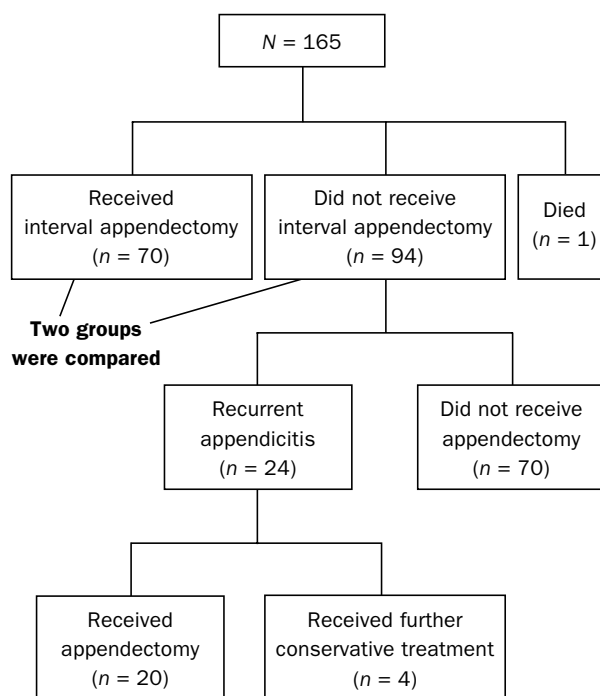 N = 165
Received
interval appendectomy
(n = 70)
Did not receive
interval appendectomy
(n = 94)
Died
(n = 1)
Two groups
were compared
Recurrent
appendicitis
(n = 24)
Did not receive
appendectomy
(n = 70)
Received
appendectomy
(n = 20)
Received further
conservative treatment
(n = 4)